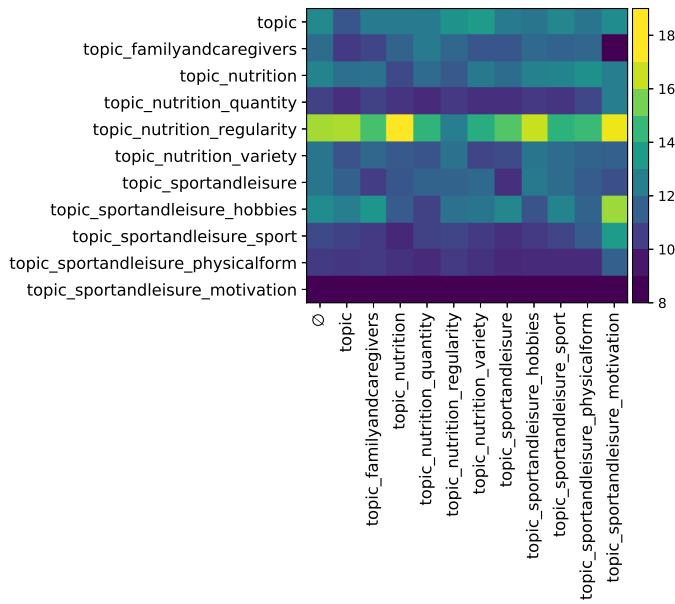 topic
topic_familyandcaregivers
topic_nutrition
topic_nutrition_quantity
topic_nutrition_regularity
topic_nutrition_variety
topic_sportandleisure
topic_sportandleisure_hobbies
topic_sportandleisure_sport
topic_sportandleisure_physicalform
topic_sportandleisure_motivation
18
16
14
12
10
8
∅
topic
topic_familyandcaregivers
topic_nutrition
topic_nutrition_quantity
topic_nutrition_regularity
topic_nutrition_variety
topic_sportandleisure
topic_sportandleisure_hobbies
topic_sportandleisure_sport
topic_sportandleisure_physicalform
topic_sportandleisure_motivation